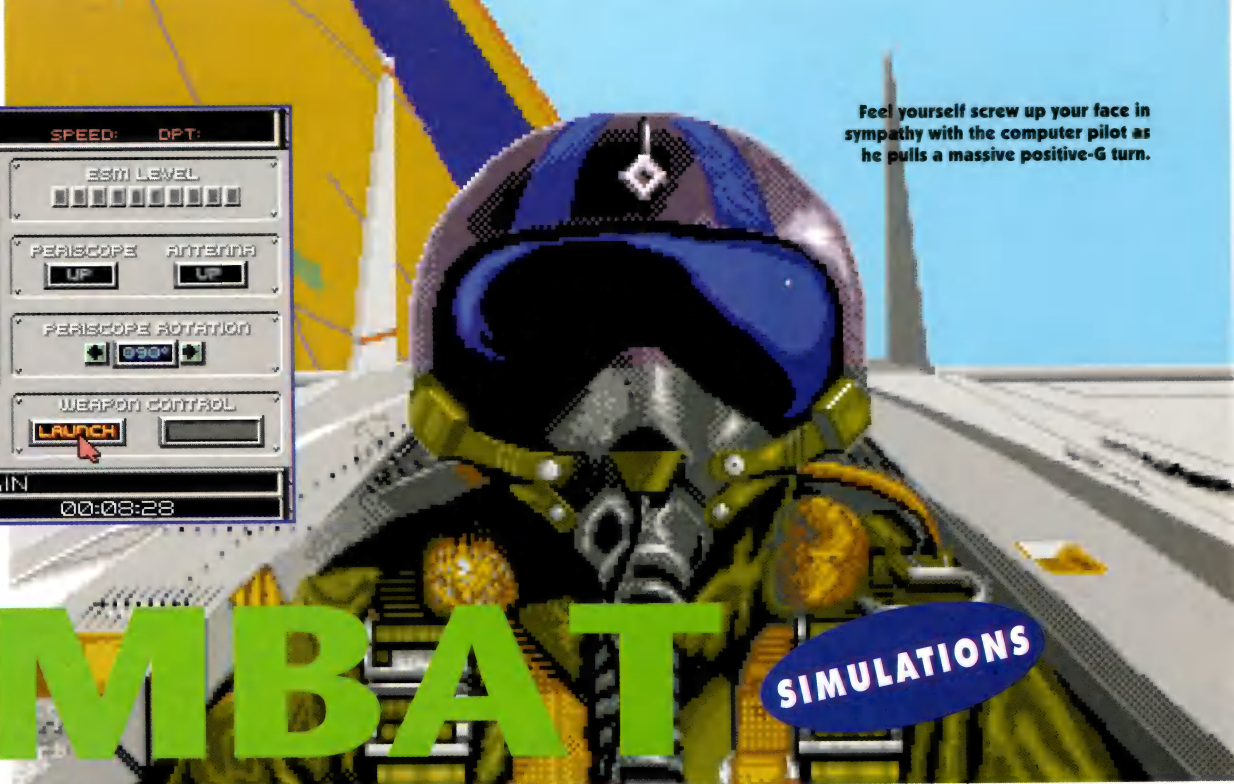 SPEED: DPT:
ESM LEVEL
PERISCOPE ANTENNA
UP UP
PERISCOPE ROTATION
090°
WEAPON CONTROL
LAUNCH
IN
00:08:28
Feel yourself screw up your face in
sympathy with the computer pilot as
he pulls a massive positive-G turn.
MBAT
SIMULATIONS